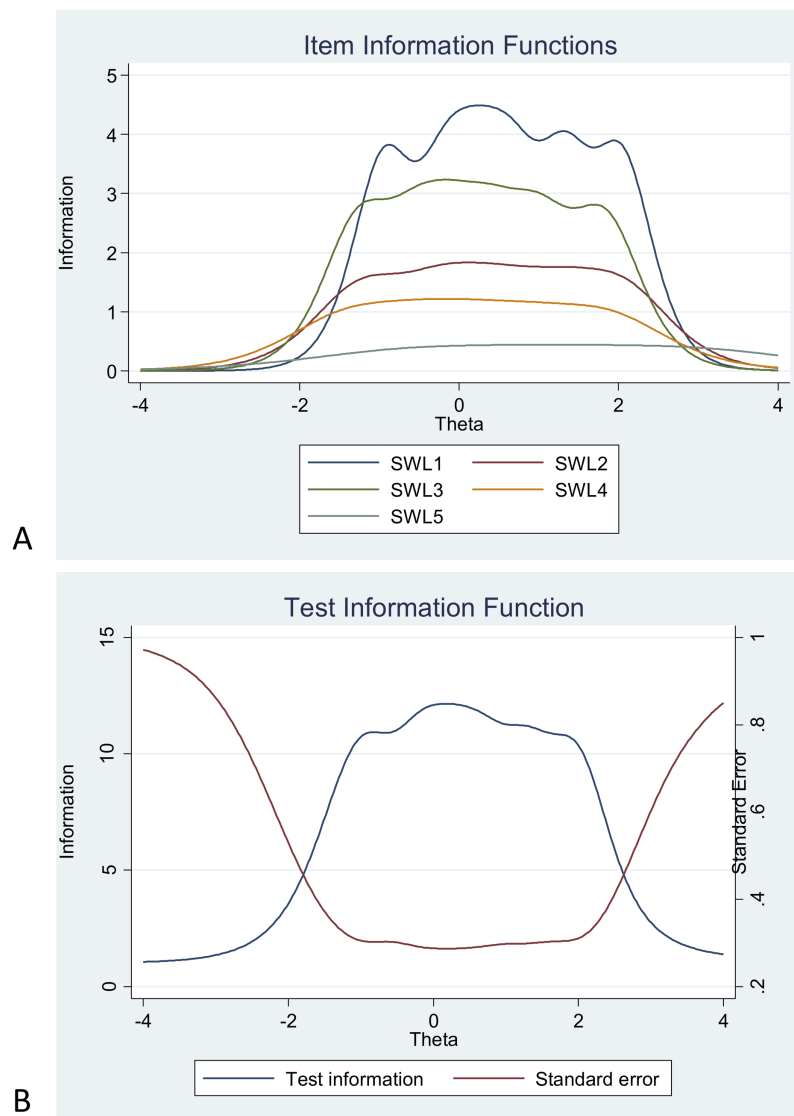 Item Information Functions
5
4
3
2
1
0
Information
-4 -2 0 2 4
Theta
SWL1 SWL2
SWL3 SWL4
SWL5
A
Test Information Function
15 1
.8
10
.6
5
.4
0 .2
Information
Standard Error
-4 -2 0 2 4
Theta
Test information Standard error
B